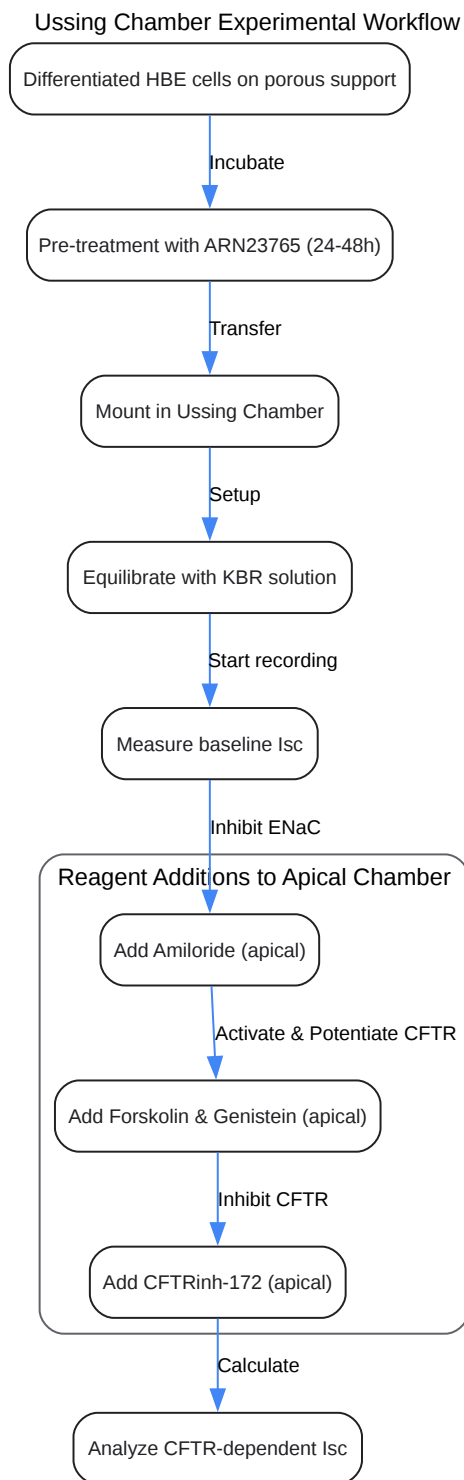 Ussing Chamber Experimental Workflow
Differentiated HBE cells on porous support
Incubate
Pre-treatment with ARN23765 (24-48h)
Transfer
Mount in Ussing Chamber
Setup
Equilibrate with KBR solution
Start recording
Measure baseline Isc
Inhibit ENaC
Reagent Additions to Apical Chamber
Add Amiloride (apical)
Activate & Potentiate CFTR
Add Forskolin & Genistein (apical)
Inhibit CFTR
Add CFTRinh-172 (apical)
Calculate
Analyze CFTR-dependent Isc